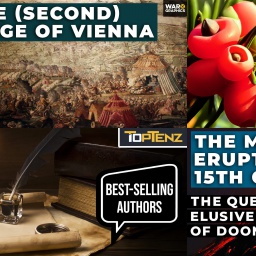 E (SECOND)
GE OF VIENNA
WAR
GRAPHICS
TOPTENZ
BEST-SELLING
AUTHORS
THE M
ERUPT
15TH C
THE QUE
ELUSIVE
OF DOOM